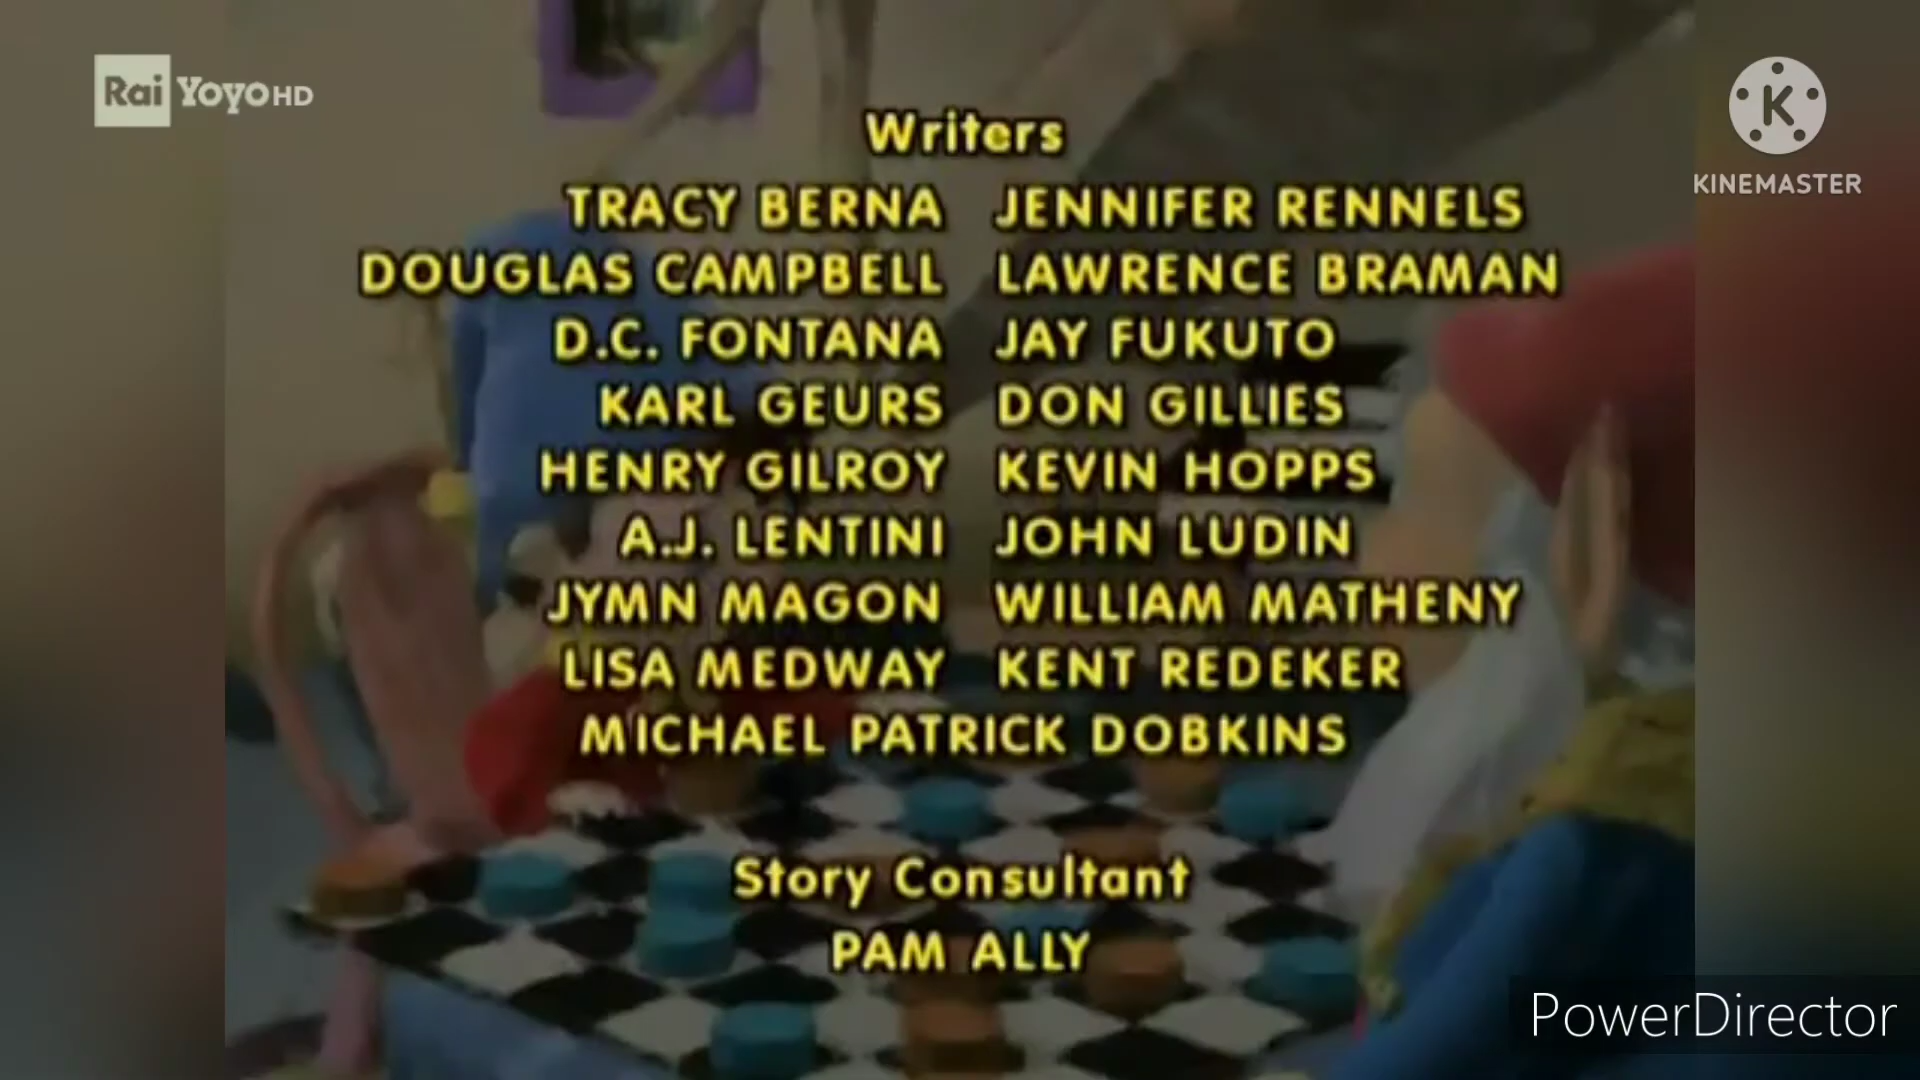 Rai Yoyo HD
KINEMASTER
Writers
TRACY BERNA JENNIFER RENNELS
DOUGLAS CAMPBELL LAWRENCE BRAMAN
D.C. FONTANA JAY FUKUTO
KARL GEURS DON GILLIES
HENRY GILROY KEVIN HOPPS
A.J. LENTINI JOHN LUDIN
JYMN MAGON WILLIAM MATHENY
LISA MEDWAY KENT REDEKER
MICHAEL PATRICK DOBKINS
Story Consultant
PAM ALLY
PowerDirector